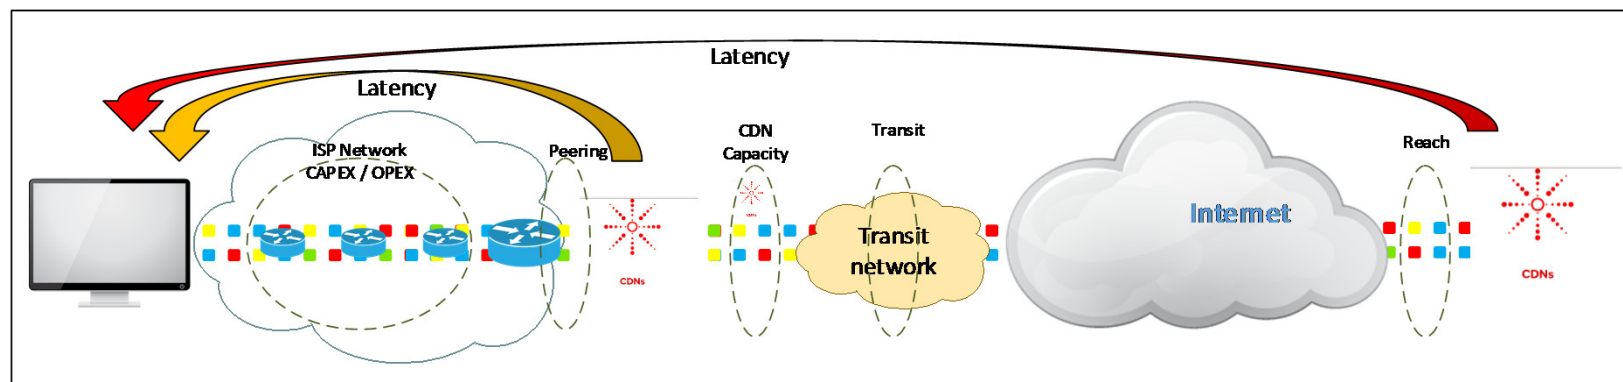 Latency
Latency
ISP Network
CAPEX / OPEX
Peering
CDN
Capacity
Transit
Reach
Internet
Transit
network
CDNs
CDNs